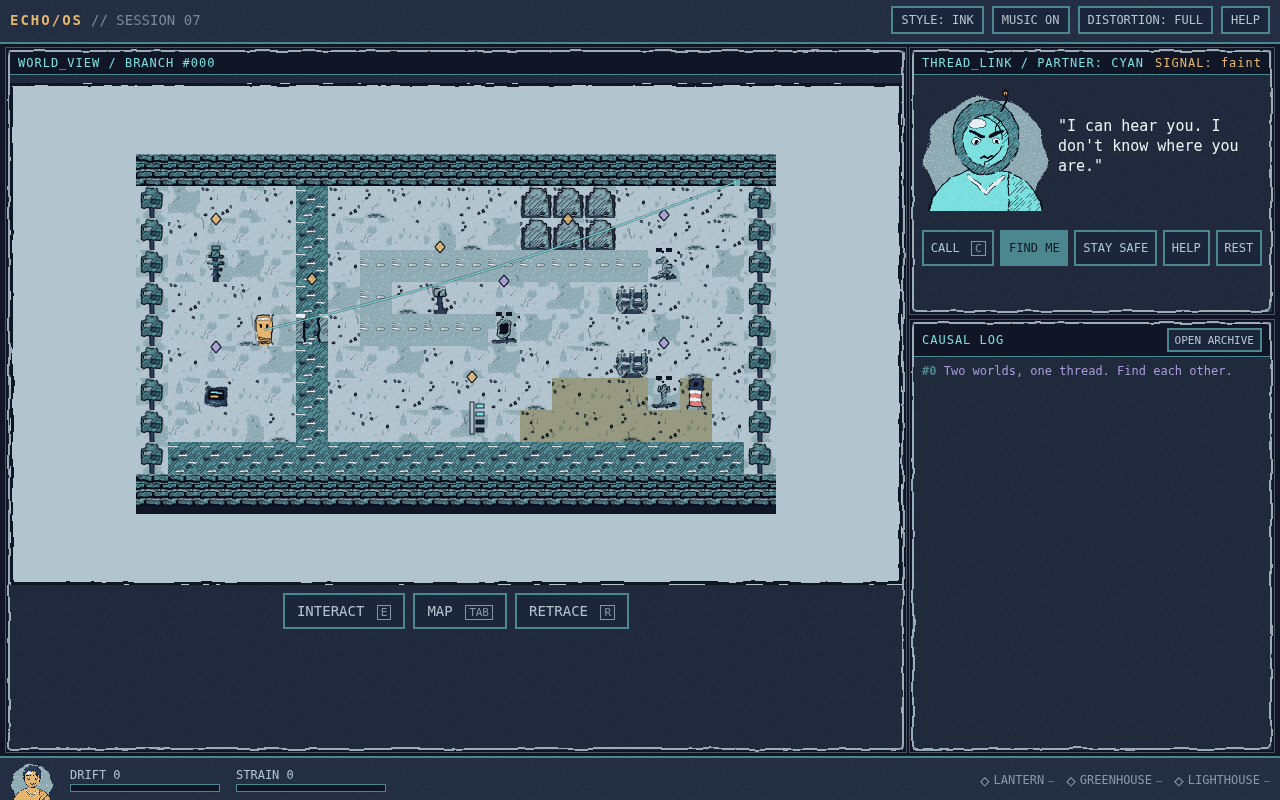 ECHO/OS // SESSION 07
STYLE: INK
MUSIC ON
DISTORTION: FULL
HELP
WORLD_VIEW / BRANCH #000
THREAD_LINK / PARTNER: CYAN
SIGNAL: faint
"I can hear you. I
don't know where you
are."
CALL C
FIND ME
STAY SAFE
HELP
REST
CAUSAL LOG
OPEN ARCHIVE
#0 Two worlds, one thread. Find each other.
INTERACT E
MAP TAB
RETRACE R
DRIFT 0
STRAIN 0
◇ LANTERN –
◇ GREENHOUSE –
◇ LIGHTHOUSE –